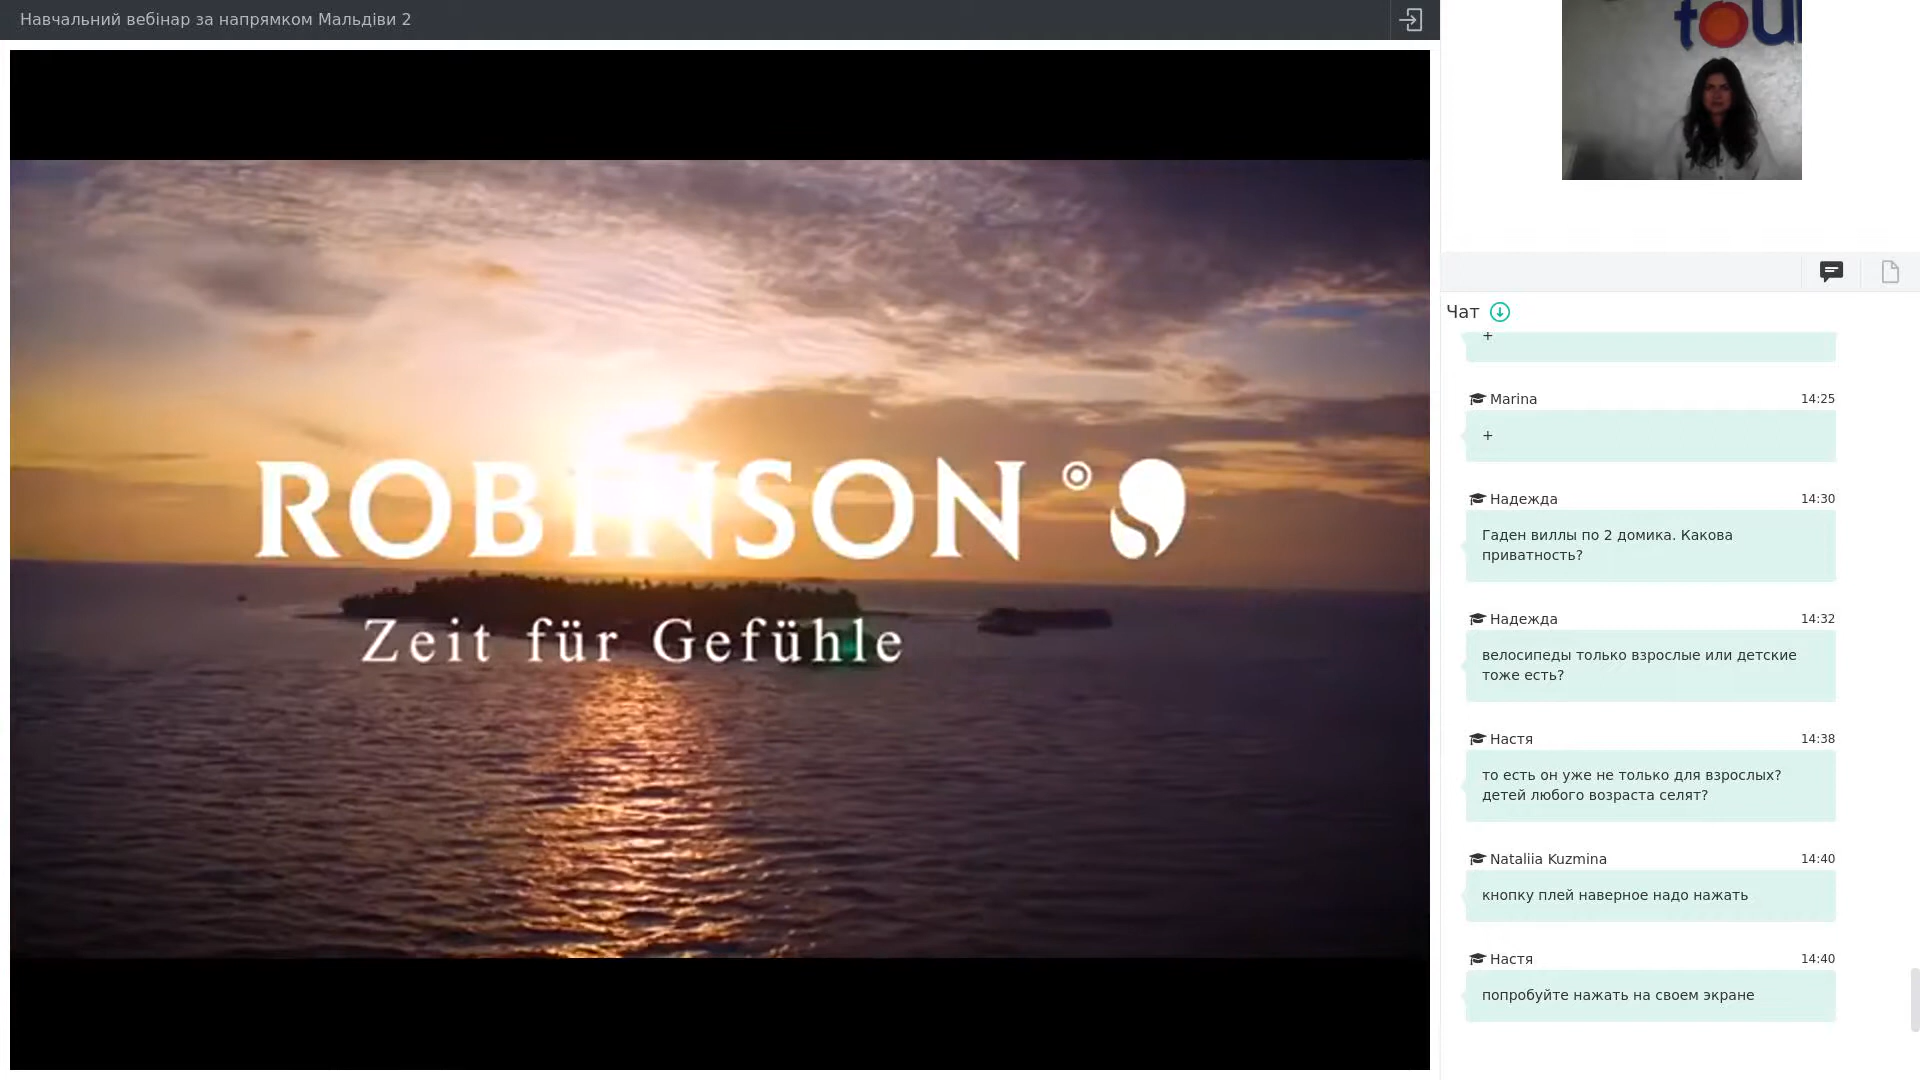 Навчальний вебінар за напрямком Мальдіви 2
tou
ROBINSON
Zeit für Gefühle
Чат
+
Marina 14:25
+
Надежда 14:30
Гаден виллы по 2 домика. Какова
приватность?
Надежда 14:32
велосипеды только взрослые или детские
тоже есть?
Настя 14:38
то есть он уже не только для взрослых?
детей любого возраста селят?
Nataliia Kuzmina 14:40
кнопку плей наверное надо нажать
Настя 14:40
попробуйте нажать на своем экране